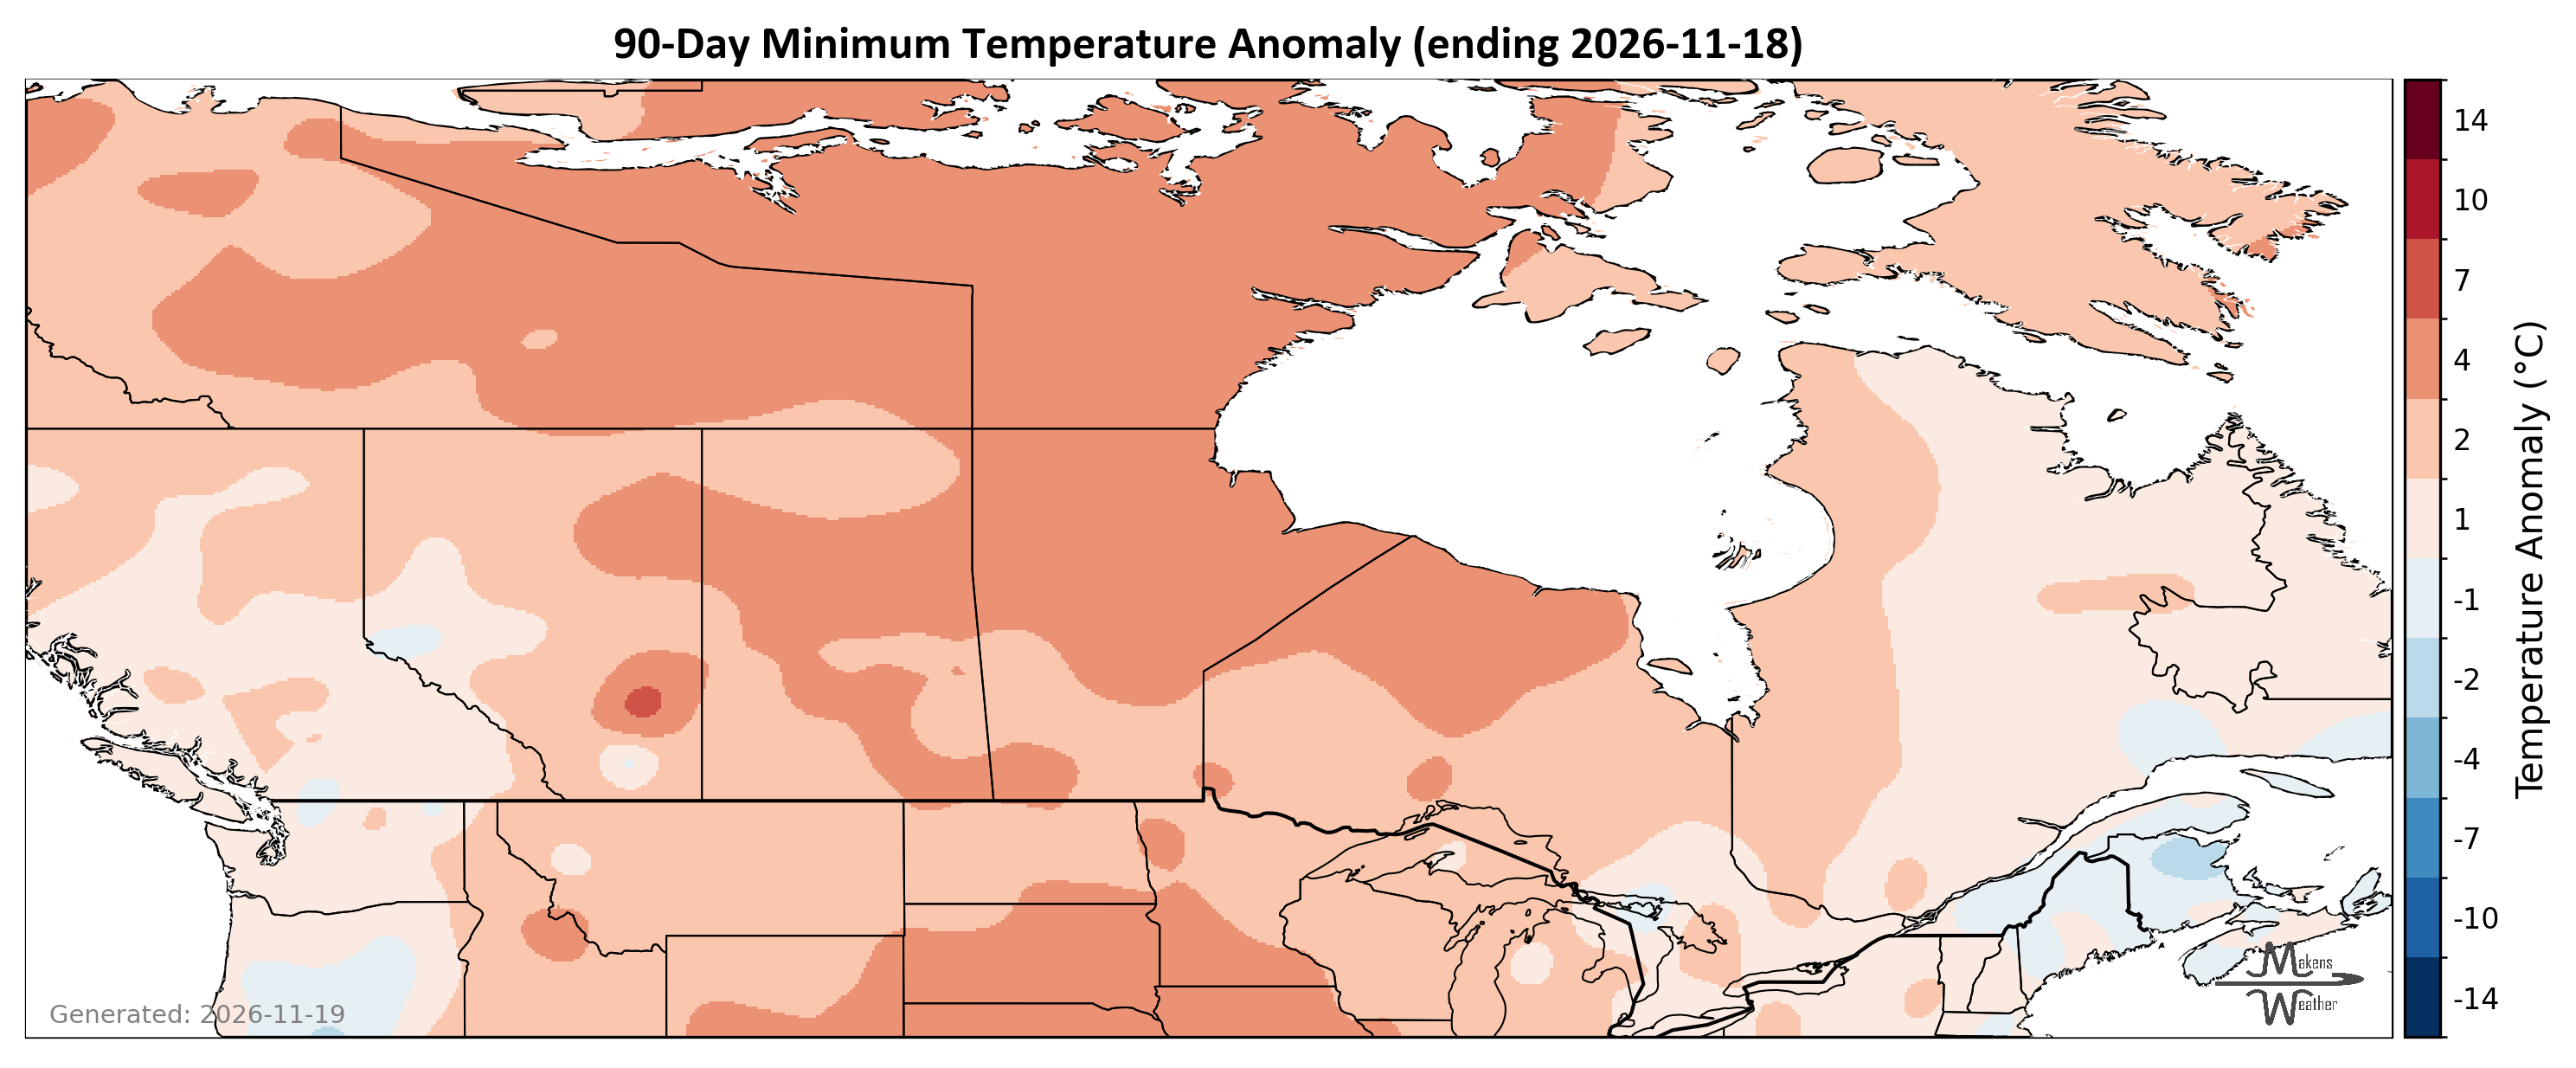 90-Day Minimum Temperature Anomaly (ending 2026-11-18)
14
10
7
4
2
1
-1
-2
-4
-7
-10
-14
Temperature Anomaly (°C)
Makens
Weather
Generated: 2026-11-19